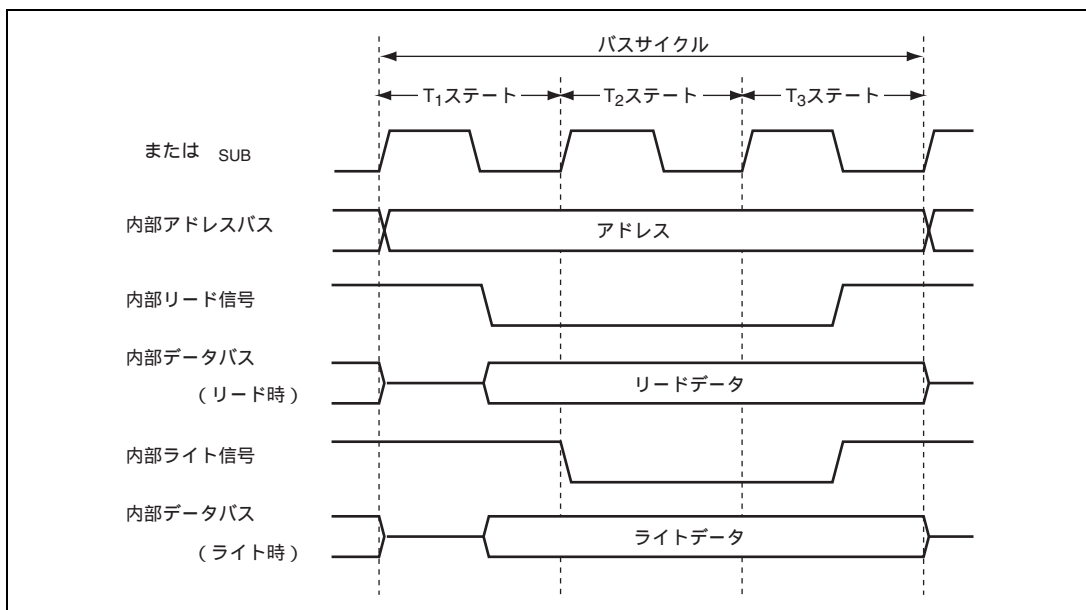 バスサイクル
T1ステート
T2ステート
T3ステート
または SUB
内部アドレスバス
アドレス
内部リード信号
内部データバス
(リード時)
リードデータ
内部ライト信号
内部データバス
(ライト時)
ライトデータ